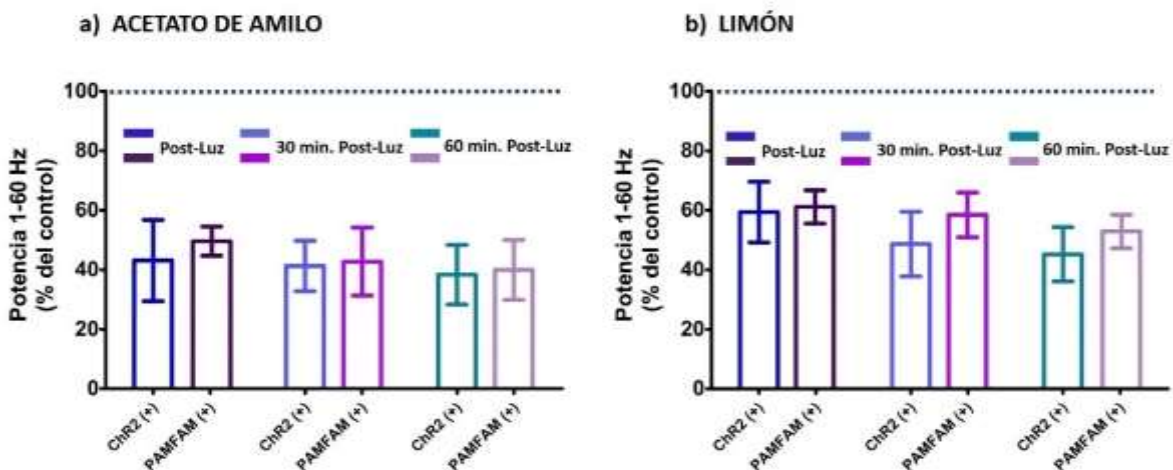 a) ACETATO DE AMILO
Potencia 1-60 Hz
(% del control)
100
80
60
40
20
0
Post-Luz
30 min. Post-Luz
60 min. Post-Luz
ChR2 (+)
PAMFAM (+)
ChR2 (+)
PAMFAM (+)
ChR2 (+)
PAMFAM (+)
b) LIMÓN
Potencia 1-60 Hz
(% del control)
100
80
60
40
20
0
Post-Luz
30 min. Post-Luz
60 min. Post-Luz
ChR2 (+)
PAMFAM (+)
ChR2 (+)
PAMFAM (+)
ChR2 (+)
PAMFAM (+)